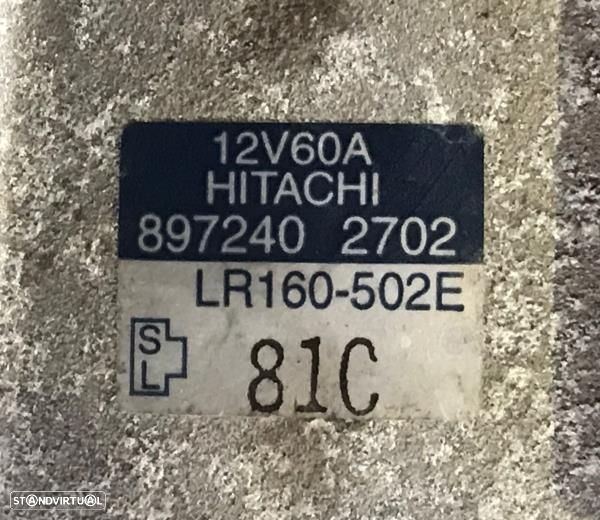 12V60A
HITACHI
897240 2702
LR160-502E
S
L
81C
STANDVIRTUAL